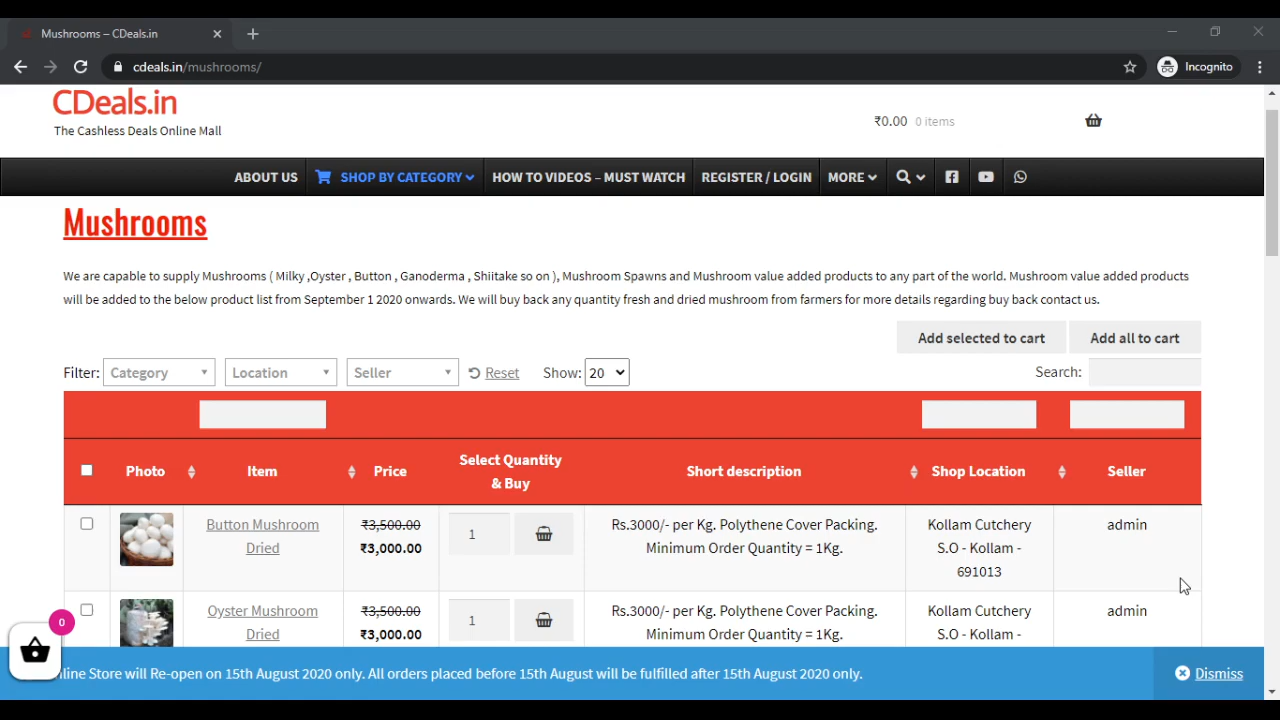 Mushrooms – CDeals.in
cdeals.in/mushrooms/
Incognito
CDeals.in
The Cashless Deals Online Mall
₹0.00 0 items
ABOUT US SHOP BY CATEGORY HOW TO VIDEOS – MUST WATCH REGISTER / LOGIN MORE
Mushrooms
We are capable to supply Mushrooms ( Milky ,Oyster , Button , Ganoderma , Shiitake so on ), Mushroom Spawns and Mushroom value added products to any part of the world. Mushroom value added products
will be added to the below product list from September 1 2020 onwards. We will buy back any quantity fresh and dried mushroom from farmers for more details regarding buy back contact us.
Add selected to cart Add all to cart
Filter: Category Location Seller Reset Show: 20 Search:
Photo Item Price Select Quantity & Buy Short description Shop Location Seller
Button Mushroom ₹3,500.00 1 Rs.3000/- per Kg. Polythene Cover Packing. Kollam Cutchery admin
Dried ₹3,000.00 Minimum Order Quantity = 1Kg. S.O - Kollam -
691013
Oyster Mushroom ₹3,500.00 1 Rs.3000/- per Kg. Polythene Cover Packing. Kollam Cutchery admin
Dried ₹3,000.00 Minimum Order Quantity = 1Kg. S.O - Kollam -
0
Store will Re-open on 15th August 2020 only. All orders placed before 15th August will be fulfilled after 15th August 2020 only. Dismiss